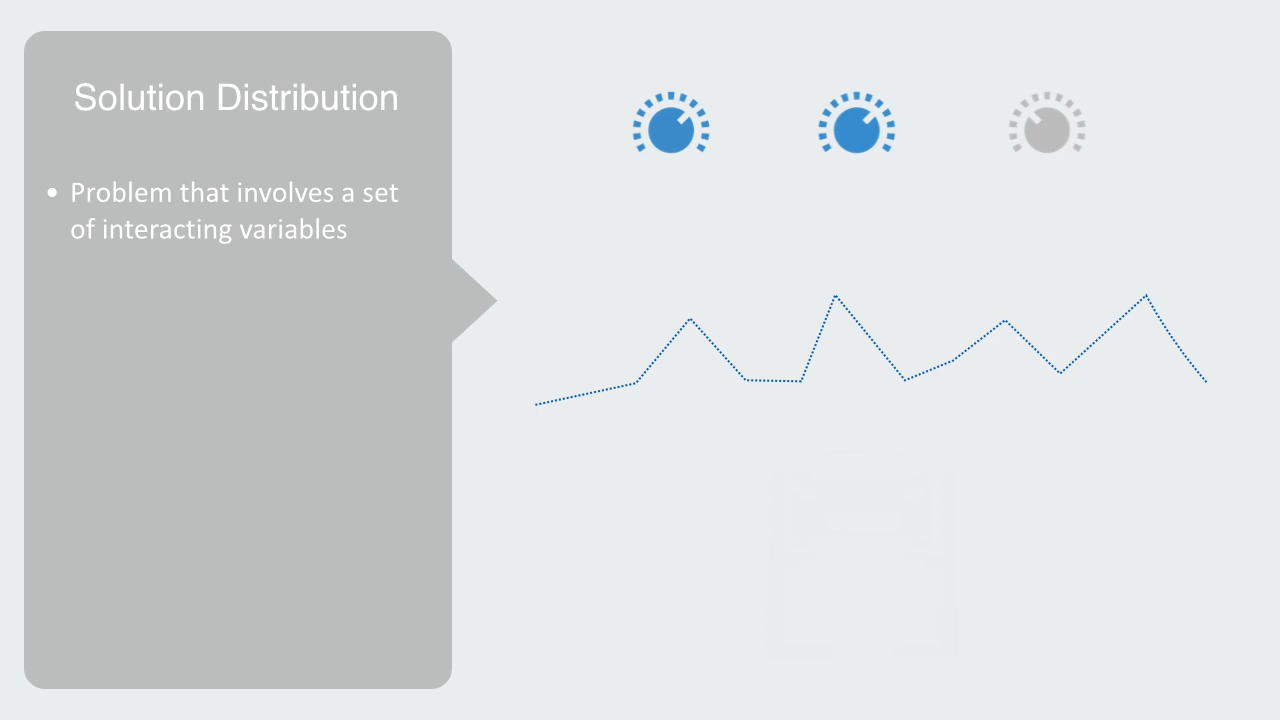 Solution Distribution
• Problem that involves a set
of interacting variables